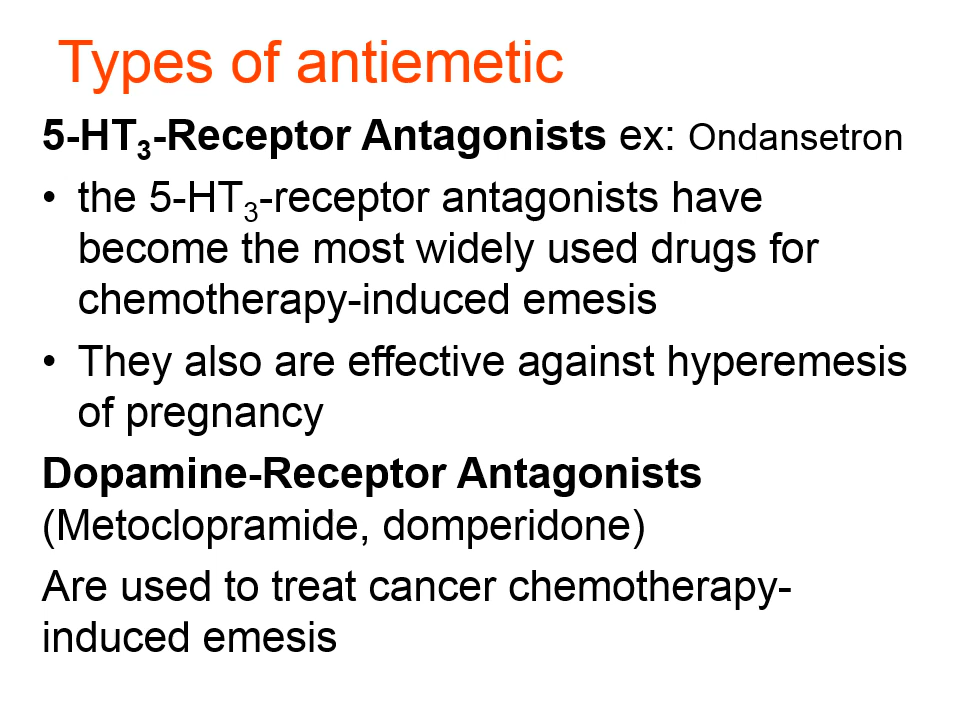 Types of antiemetic
5-HT₃-Receptor Antagonists ex: Ondansetron
• the 5-HT₃-receptor antagonists have
become the most widely used drugs for
chemotherapy-induced emesis
• They also are effective against hyperemesis
of pregnancy
Dopamine-Receptor Antagonists
(Metoclopramide, domperidone)
Are used to treat cancer chemotherapy-
induced emesis